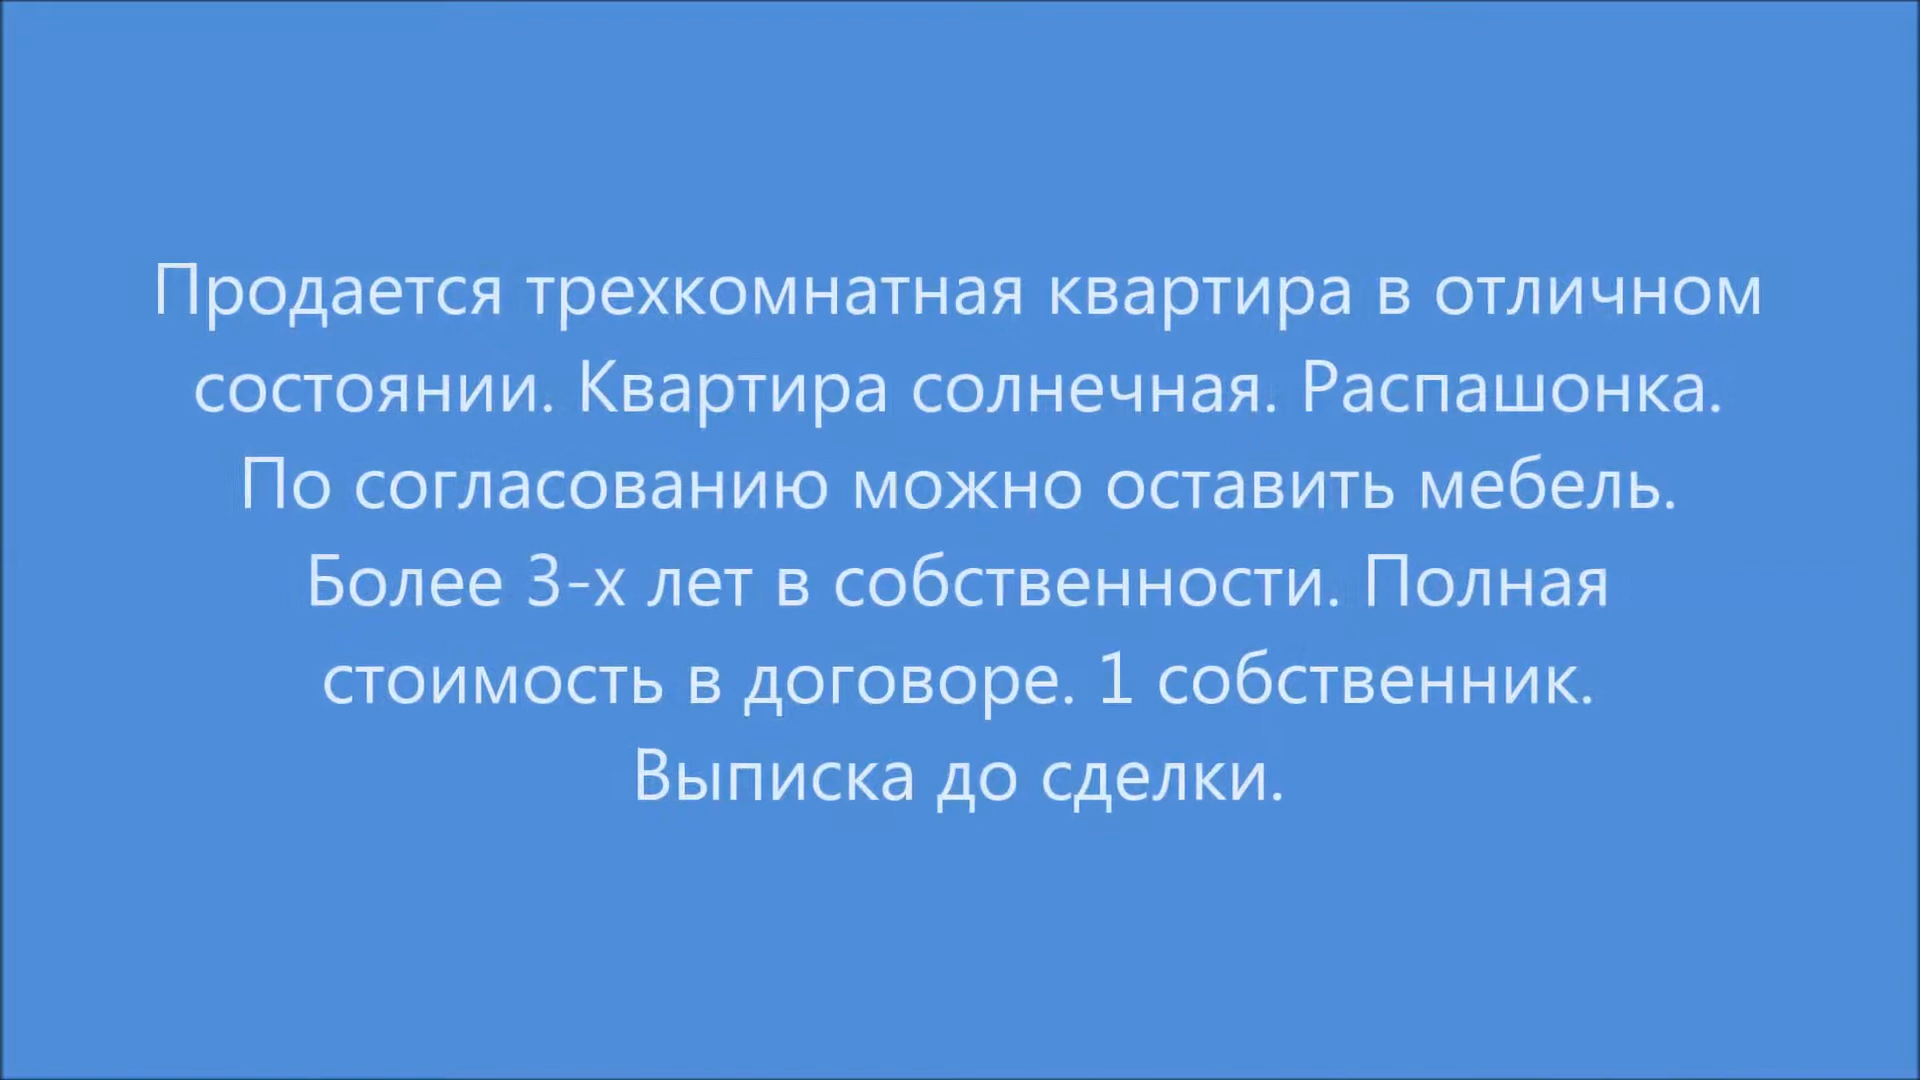 Продается трехкомнатная квартира в отличном
состоянии. Квартира солнечная. Распашонка.
По согласованию можно оставить мебель.
Более 3-х лет в собственности. Полная
стоимость в договоре. 1 собственник.
Выписка до сделки.